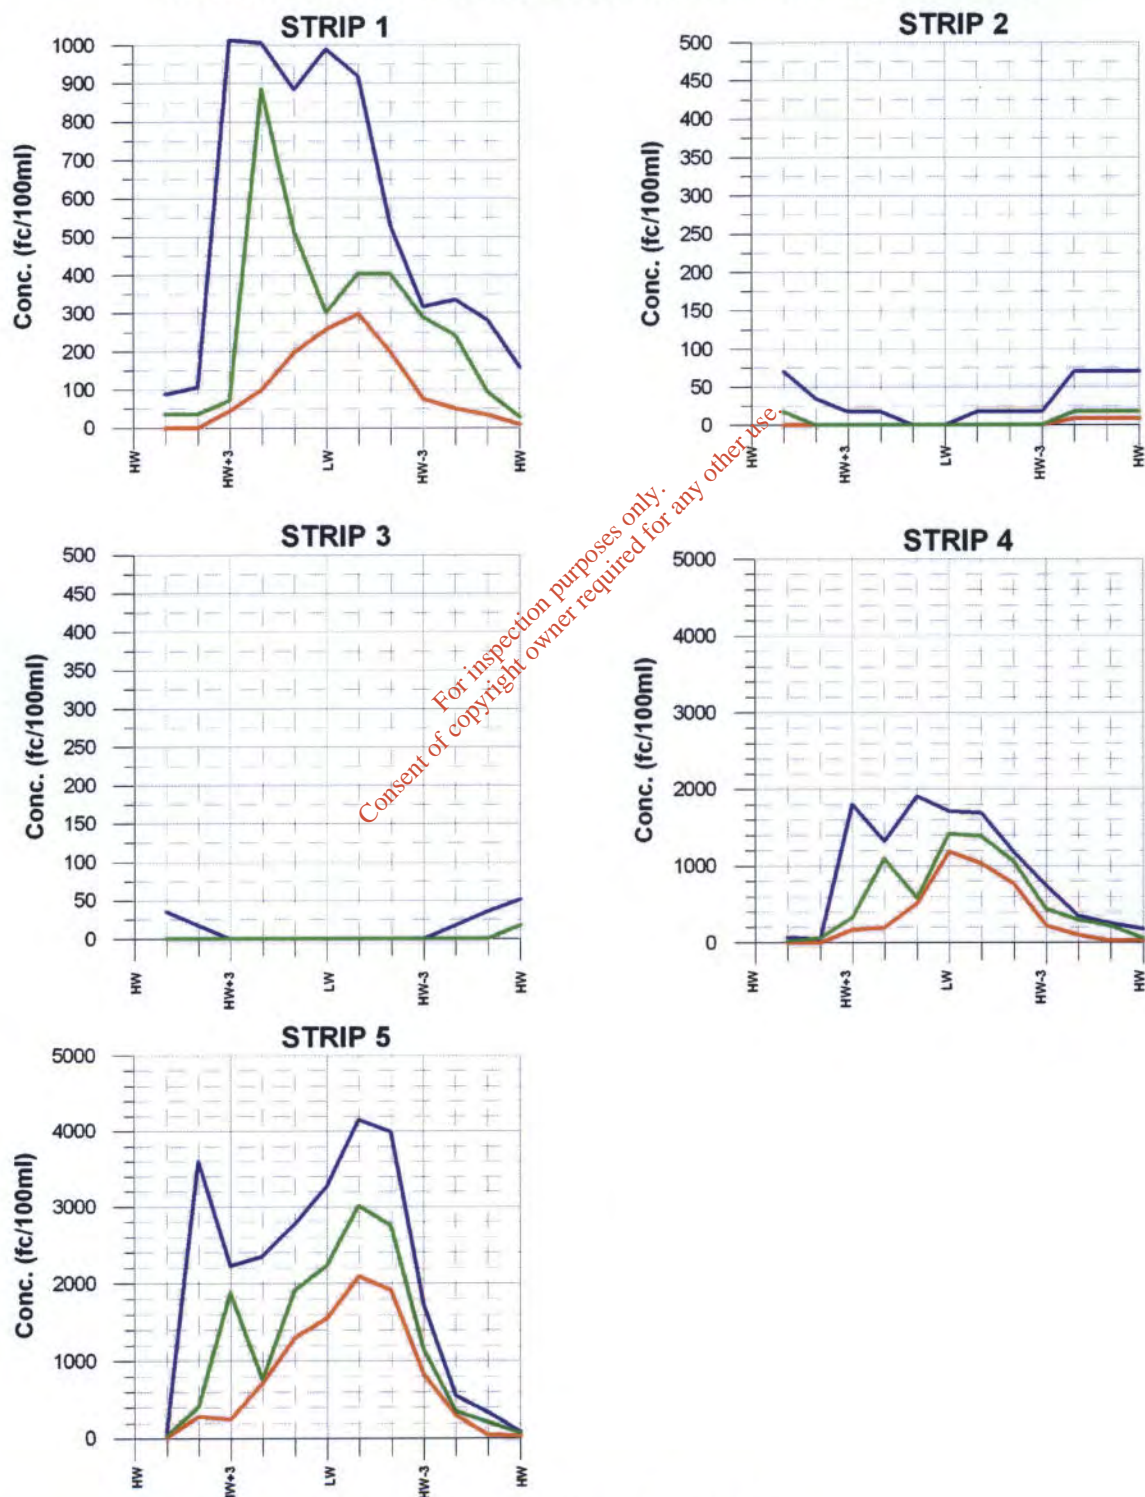 STRIP 1
1000
900
800
700
600
500
400
300
200
100
0
Conc. (fc/100ml)
HW
HW+3
LW
HW-3
HW
STRIP 2
500
450
400
350
300
250
200
150
100
50
0
Conc. (fc/100ml)
HW
HW+3
LW
HW-3
HW
For inspection purposes only.
Consent of copyright owner required for any other use.
STRIP 3
500
450
400
350
300
250
200
150
100
50
0
Conc. (fc/100ml)
HW
HW+3
LW
HW-3
HW
STRIP 4
5000
4000
3000
2000
1000
0
Conc. (fc/100ml)
HW
HW+3
LW
HW-3
HW
STRIP 5
5000
4000
3000
2000
1000
0
Conc. (fc/100ml)
HW
HW+3
LW
HW-3
HW